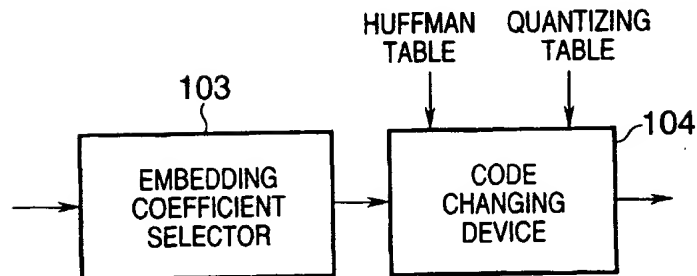 HUFFMAN
TABLE
QUANTIZING
TABLE
103
104
EMBEDDING
COEFFICIENT
SELECTOR
CODE
CHANGING
DEVICE